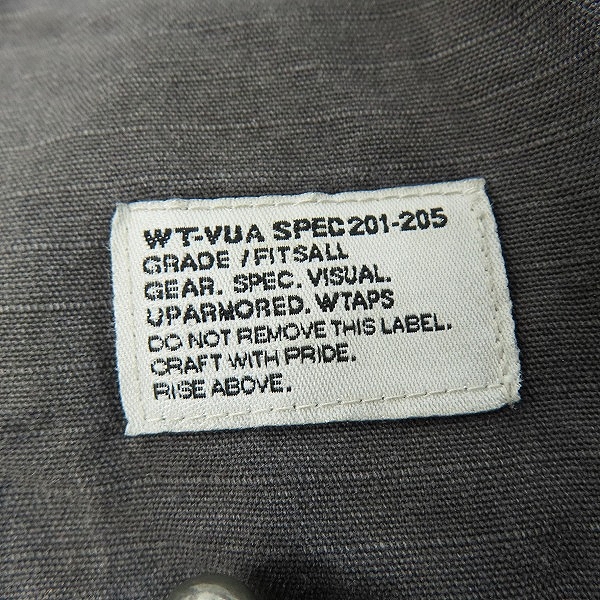 WT-VUA SPEC201-205
GRADE /FITSALL
GEAR. SPEC. VISUAL.
UPARMORED. WTAPS
DO NOT REMOVE THIS LABEL.
CRAFT WITH PRIDE.
RISE ABOVE.